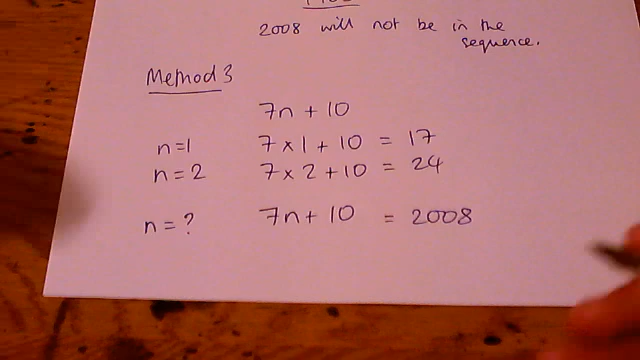 2008 will not be in the
sequence.
Method 3
7n + 10
n=1 7 × 1 + 10 = 17
n = 2 7 × 2 + 10 = 24
n = ? 7n + 10 = 2008